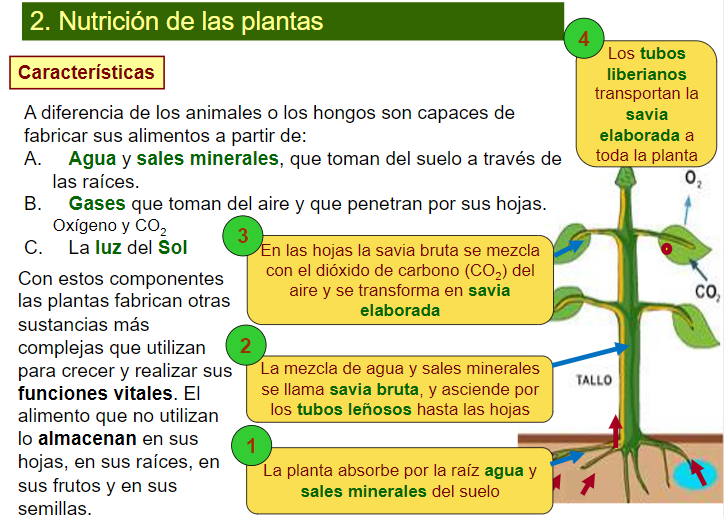 2. Nutrición de las plantas
Características
A diferencia de los animales o los hongos son capaces de
fabricar sus alimentos a partir de:
A. Agua y sales minerales, que toman del suelo a través de
las raíces.
B. Gases que toman del aire y que penetran por sus hojas.
Oxígeno y CO2
C. La luz del Sol
Con estos componentes
las plantas fabrican otras
sustancias más
complejas que utilizan
para crecer y realizar sus
funciones vitales. El
alimento que no utilizan
lo almacenan en sus
hojas, en sus raíces, en
sus frutos y en sus
semillas.
4
Los tubos
liberianos
transportan la
savia
elaborada a
toda la planta
3
En las hojas la savia bruta se mezcla
con el dióxido de carbono (CO2) del
aire y se transforma en savia
elaborada
2
La mezcla de agua y sales minerales
se llama savia bruta, y asciende por
los tubos leñosos hasta las hojas
1
La planta absorbe por la raíz agua y
sales minerales del suelo
O2
CO2
TALLO